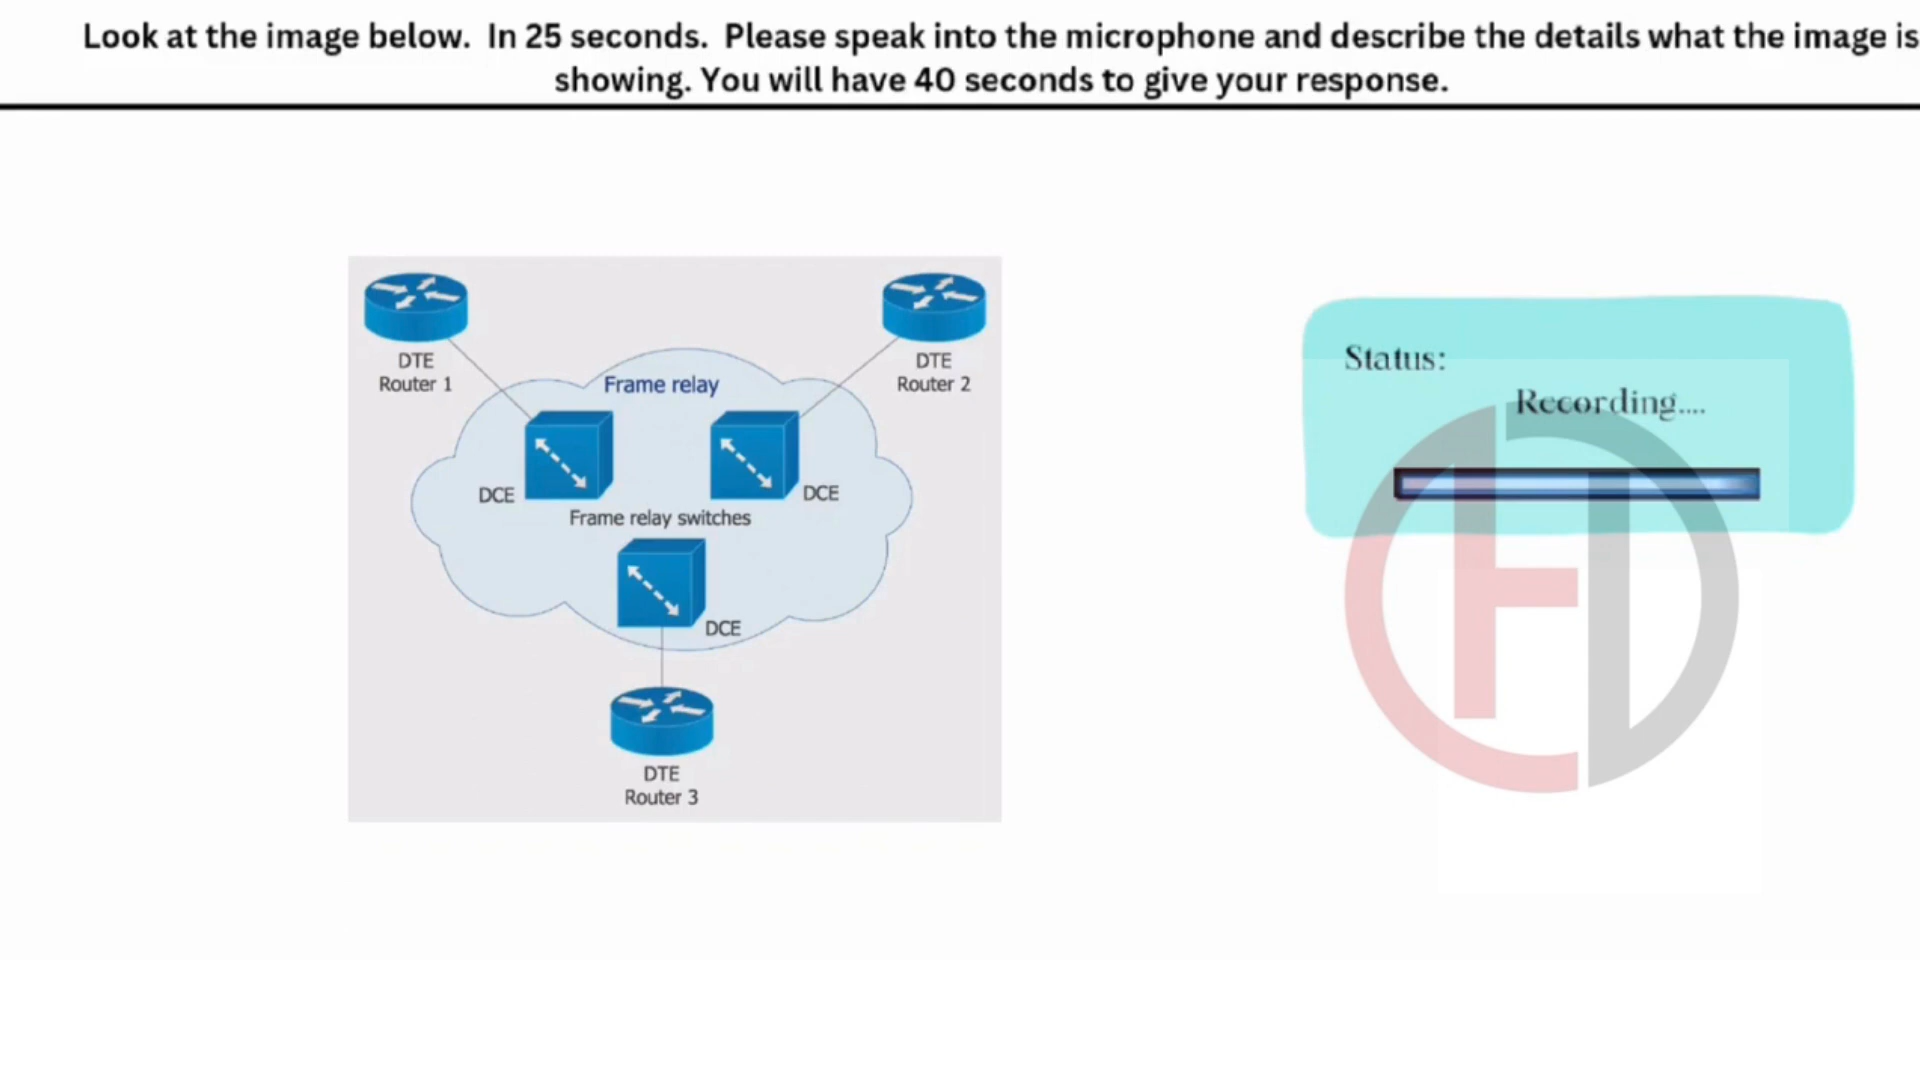 Look at the image below. In 25 seconds. Please speak into the microphone and describe the details what the image is
showing. You will have 40 seconds to give your response.
DTE
Router 1
DTE
Router 2
Frame relay
DCE
DCE
Frame relay switches
DCE
DTE
Router 3
Status:
Recording....